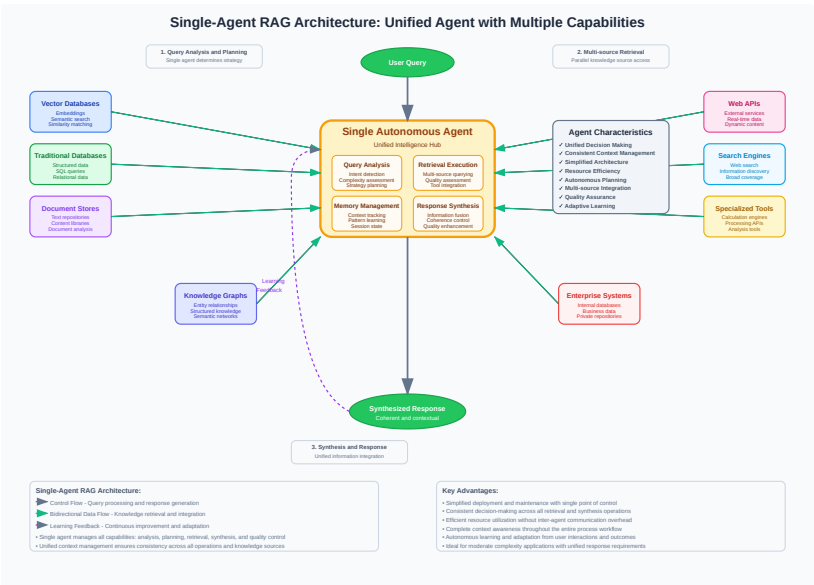 Single-Agent RAG Architecture: Unified Agent with Multiple Capabilities
1. Query Analysis and Planning
Single agent determines strategy
User Query
2. Multi-source Retrieval
Parallel knowledge source access
Vector Databases
Embeddings
Semantic search
Similarity matching
Traditional Databases
Structured data
SQL queries
Relational data
Document Stores
Text repositories
Content libraries
Document analysis
Single Autonomous Agent
Unified Intelligence Hub
Query Analysis
Intent detection
Complexity assessment
Strategy planning
Retrieval Execution
Multi-source querying
Quality assessment
Tool integration
Memory Management
Context tracking
Pattern learning
Session state
Response Synthesis
Information fusion
Coherence control
Quality enhancement
Agent Characteristics
✓ Unified Decision Making
✓ Consistent Context Management
✓ Simplified Architecture
✓ Resource Efficiency
✓ Autonomous Planning
✓ Multi-source Integration
✓ Quality Assurance
✓ Adaptive Learning
Web APIs
External services
Real-time data
Dynamic content
Search Engines
Web search
Information discovery
Broad coverage
Specialized Tools
Calculation engines
Processing APIs
Analysis tools
Learning
Feedback
Knowledge Graphs
Entity relationships
Structured knowledge
Semantic networks
Enterprise Systems
Internal databases
Business data
Private repositories
Synthesized Response
Coherent and contextual
3. Synthesis and Response
Unified information integration
Single-Agent RAG Architecture:
Control Flow - Query processing and response generation
Bidirectional Data Flow - Knowledge retrieval and integration
Learning Feedback - Continuous improvement and adaptation
• Single agent manages all capabilities: analysis, planning, retrieval, synthesis, and quality control
• Unified context management ensures consistency across all operations and knowledge sources
Key Advantages:
• Simplified deployment and maintenance with single point of control
• Consistent decision-making across all retrieval and synthesis operations
• Efficient resource utilization without inter-agent communication overhead
• Complete context awareness throughout the entire process workflow
• Autonomous learning and adaptation from user interactions and outcomes
• Ideal for moderate complexity applications with unified response requirements